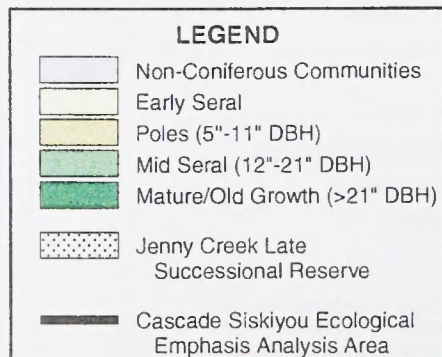 LEGEND
Non-Coniferous Communities
Early Seral
Poles (5"-11" DBH)
Mid Seral (12"-21" DBH)
Mature/Old Growth (>21" DBH)
Jenny Creek Late
Successional Reserve
Cascade Siskiyou Ecological
Emphasis Analysis Area